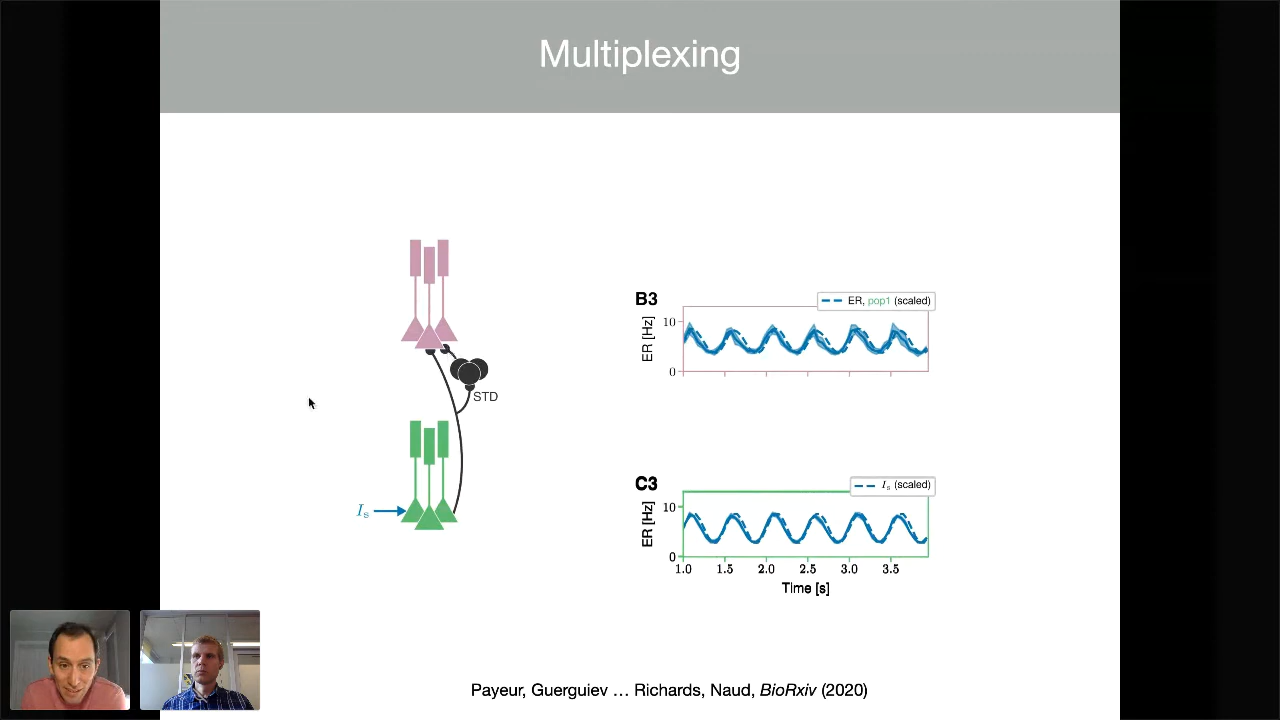 Multiplexing
STD
Is
B3
ER, pop1 (scaled)
ER [Hz]
10
0
C3
Is (scaled)
ER [Hz]
10
0
1.0 1.5 2.0 2.5 3.0 3.5
Time [s]
Payeur, Guerguiev … Richards, Naud, BioRxiv (2020)